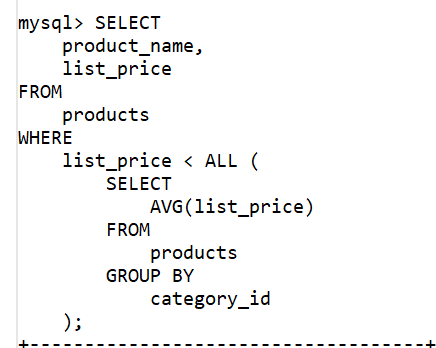 mysql> SELECT
    product_name,
    list_price
FROM
    products
WHERE
    list_price < ALL (
        SELECT
            AVG(list_price)
        FROM
            products
        GROUP BY
            category_id
    );
+------------------------------------+